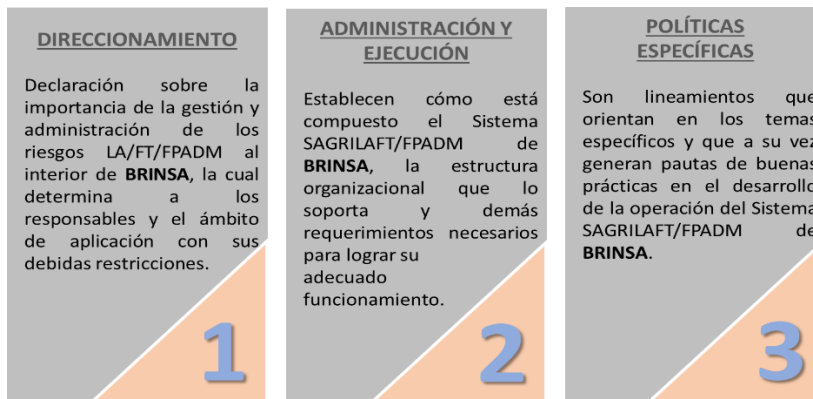 DIRECCIONAMIENTO
Declaración sobre la
importancia de la gestión y
administración de los
riesgos LA/FT/FPADM al
interior de BRINSA, la cual
determina a los
responsables y el ámbito
de aplicación con sus
debidas restricciones.
1
ADMINISTRACIÓN Y
EJECUCIÓN
Establecen cómo está
compuesto el Sistema
SAGRILAFT/FPADM de
BRINSA, la estructura
organizacional que lo
soporta y demás
requerimientos necesarios
para lograr su
adecuado
funcionamiento.
2
POLÍTICAS
ESPECÍFICAS
Son lineamientos que
orientan en los temas
específicos y que a su vez
generan pautas de buenas
prácticas en el desarrollo
de la operación del Sistema
SAGRILAFT/FPADM de
BRINSA.
3